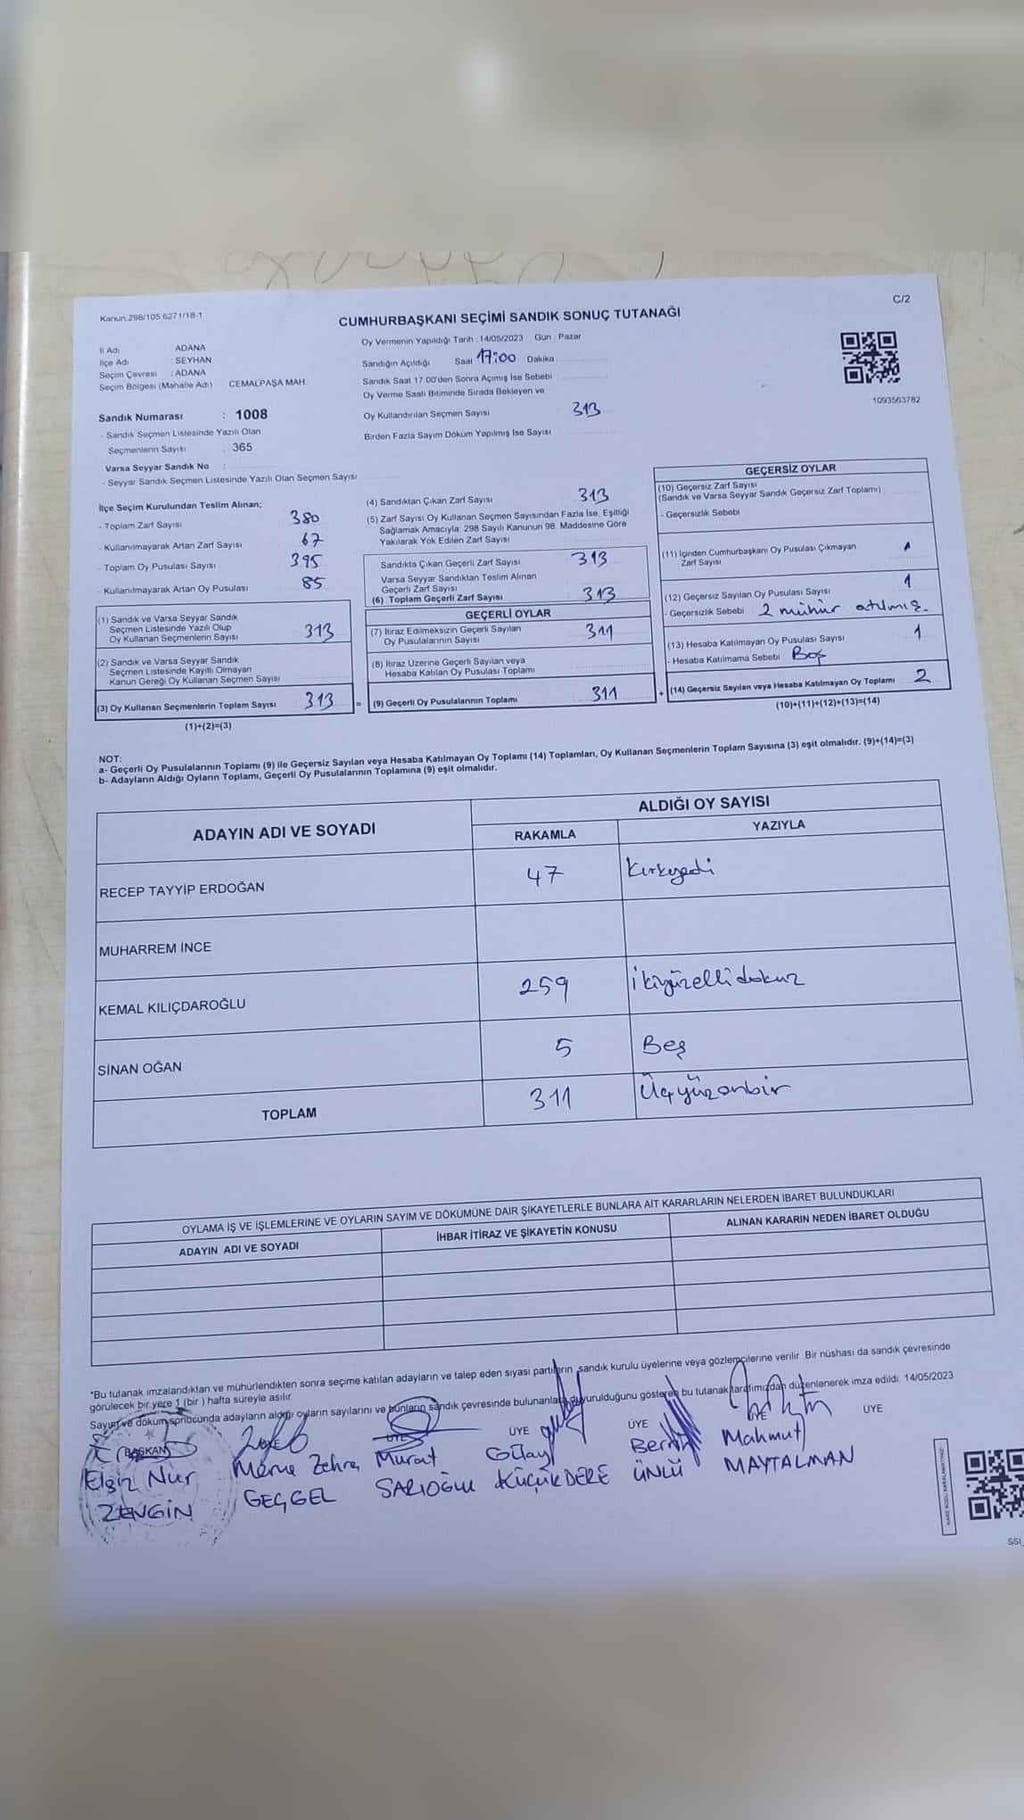 C/2
Kanun:298/105.6271/18-1
CUMHURBAŞKANI SEÇİMİ SANDIK SONUÇ TUTANAĞI
İl Adı ADANA
İlçe Adı : SEYHAN
Seçim Çevresi : ADANA
Seçim Bölgesi (Mahalle Adı) CEMALPAŞA MAH.
Oy Vermenin Yapıldığı Tarih : 14/05/2023 Gün : Pazar
Sandığın Açıldığı Saat 17:00 Dakika
Sandık Saat 17.00'den Sonra Açılmış İse Sebebi
Oy Verme Saati Bitiminde Sırada Bekleyen ve
Oy Kullandırılan Seçmen Sayısı 313
Birden Fazla Sayım Döküm Yapılmış İse Sayısı
1093563782
Sandık Numarası : 1008
- Sandık Seçmen Listesinde Yazılı Olan
Seçmenlerin Sayısı 365
Varsa Seyyar Sandık No :
- Seyyar Sandık Seçmen Listesinde Yazılı Olan Seçmen Sayısı
İlçe Seçim Kurulundan Teslim Alınan;
- Toplam Zarf Sayısı 380
- Kullanılmayarak Artan Zarf Sayısı 67
- Toplam Oy Pusulası Sayısı 395
- Kullanılmayarak Artan Oy Pusulası 85
(1) Sandık ve Varsa Seyyar Sandık
Seçmen Listesinde Yazılı Olup
Oy Kullanan Seçmenlerin Sayısı 313
(2) Sandık ve Varsa Seyyar Sandık
Seçmen Listesinde Kayıtlı Olmayan
Kanun Gereği Oy Kullanan Seçmen Sayısı
(3) Oy Kullanan Seçmenlerin Toplam Sayısı 313
(1)+(2)=(3)
(4) Sandıktan Çıkan Zarf Sayısı 313
(5) Zarf Sayısı Oy Kullanan Seçmen Sayısından Fazla İse, Eşitliği
Sağlamak Amacıyla: 298 Sayılı Kanunun 98. Maddesine Göre
Yakılarak Yok Edilen Zarf Sayısı
Sandıkta Çıkan Geçerli Zarf Sayısı 313
Varsa Seyyar Sandıktan Teslim Alınan
Geçerli Zarf Sayısı
(6) Toplam Geçerli Zarf Sayısı 313
GEÇERLİ OYLAR
(7) İtiraz Edilmeksizin Geçerli Sayılan
Oy Pusulalarının Sayısı 311
(8) İtiraz Üzerine Geçerli Sayılan veya
Hesaba Katılan Oy Pusulası Toplamı
= (9) Geçerli Oy Pusulalarının Toplamı 311
GEÇERSİZ OYLAR
(10) Geçersiz Zarf Sayısı
(Sandık ve Varsa Seyyar Sandık Geçersiz Zarf Toplamı)
- Geçersizlik Sebebi
(11) İçinden Cumhurbaşkanı Oy Pusulası Çıkmayan
Zarf Sayısı
(12) Geçersiz Sayılan Oy Pusulası Sayısı 1
- Geçersizlik Sebebi 2 mühür atılmış.
(13) Hesaba Katılmayan Oy Pusulası Sayısı 1
- Hesaba Katılmama Sebebi Boş
+ (14) Geçersiz Sayılan veya Hesaba Katılmayan Oy Toplamı 2
(10)+(11)+(12)+(13)=(14)
NOT:
a- Geçerli Oy Pusulalarının Toplamı (9) ile Geçersiz Sayılan veya Hesaba Katılmayan Oy Toplamı (14) Toplamları, Oy Kullanan Seçmenlerin Toplam Sayısına (3) eşit olmalıdır. (9)+(14)=(3)
b- Adayların Aldığı Oyların Toplamı, Geçerli Oy Pusulalarının Toplamına (9) eşit olmalıdır.
ADAYIN ADI VE SOYADI
ALDIĞI OY SAYISI
RAKAMLA YAZIYLA
RECEP TAYYİP ERDOĞAN 47 Kırkyedi
MUHARREM İNCE
KEMAL KILIÇDAROĞLU 259 İkiyüzellidokuz
SİNAN OĞAN 5 Beş
TOPLAM 311 Üçyüzonbir
OYLAMA İŞ VE İŞLEMLERİNE VE OYLARIN SAYIM VE DÖKÜMÜNE DAİR ŞİKAYETLERLE BUNLARA AİT KARARLARIN NELERDEN İBARET BULUNDUKLARI
ADAYIN ADI VE SOYADI İHBAR İTİRAZ VE ŞİKAYETİN KONUSU ALINAN KARARIN NEDEN İBARET OLDUĞU
"Bu tutanak imzalandıktan ve mühürlendikten sonra seçime katılan adayların ve talep eden siyasi partilerin sandık kurulu üyelerine veya gözlemcilerine verilir. Bir nüshası da sandık çevresinde
görülecek bir yere 1 (bir) hafta süreyle asılır.
Sayım ve döküm sonucunda adayların aldığı oyların sayılarını ve bunların sandık çevresinde bulunanlara duyurulduğunu gösteren bu tutanak tarafımızdan düzenlenerek imza edildi. 14/05/2023
BAŞKAN ÜYE ÜYE ÜYE ÜYE ÜYE ÜYE
Elgiz Nur Merve Zehra Murat Gülay Berna Mahmut
ZENGİN GEÇGEL SARIOĞLU KÜÇÜKDERE ÜNLÜ MAYTALMAN